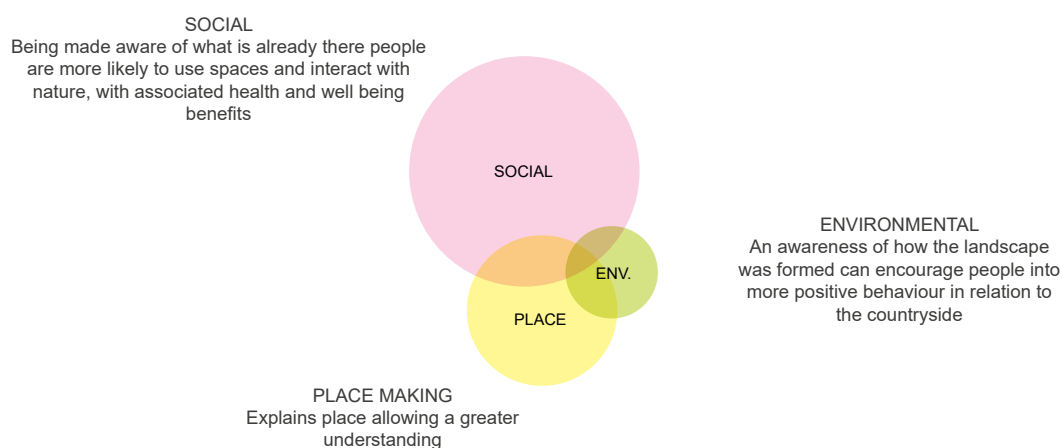 SOCIAL
Being made aware of what is already there people
are more likely to use spaces and interact with
nature, with associated health and well being
benefits
SOCIAL
ENVIRONMENTAL
An awareness of how the landscape
was formed can encourage people into
more positive behaviour in relation to
the countryside
ENV.
PLACE
PLACE MAKING
Explains place allowing a greater
understanding